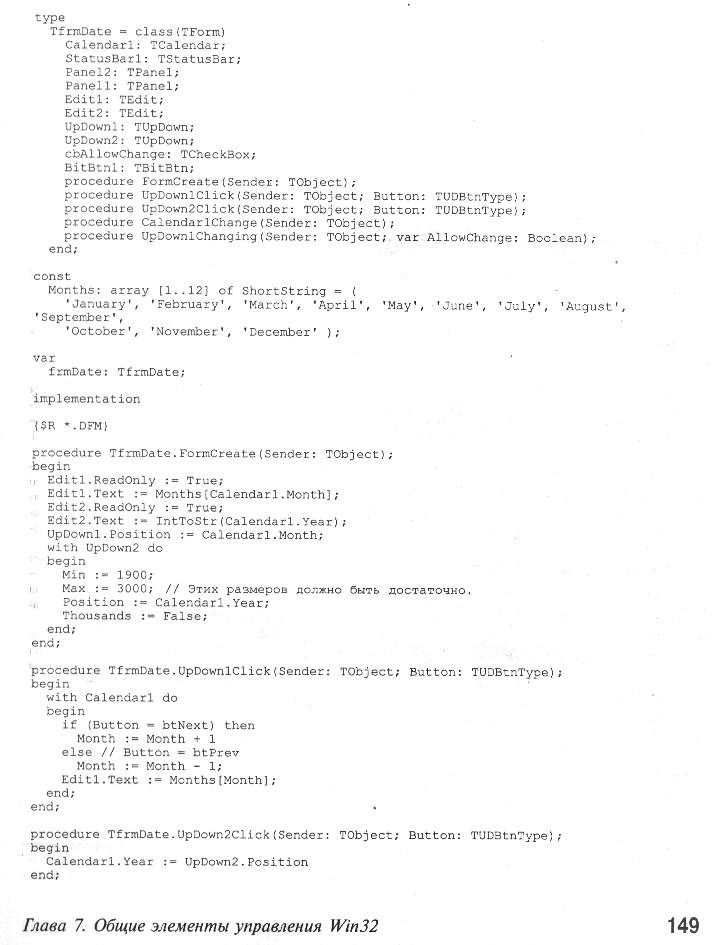 type
  TfrmDate = class(TForm)
    Calendar1: TCalendar;
    StatusBar1: TStatusBar;
    Panel2: TPanel;
    Panel1: TPanel;
    Edit1: TEdit;
    Edit2: TEdit;
    UpDown1: TUpDown;
    UpDown2: TUpDown;
    cbAllowChange: TCheckBox;
    BitBtn1: TBitBtn;
    procedure FormCreate(Sender: TObject);
    procedure UpDown1Click(Sender: TObject; Button: TUDBtnType);
    procedure UpDown2Click(Sender: TObject; Button: TUDBtnType);
    procedure Calendar1Change(Sender: TObject);
    procedure UpDown1Changing(Sender: TObject; var AllowChange: Boolean);
  end;

const
  Months: array [1..12] of ShortString = (
    'January', 'February', 'March', 'April', 'May', 'June', 'July', 'August',
'September',
    'October', 'November', 'December' );

var
  frmDate: TfrmDate;

implementation

{$R *.DFM}

procedure TfrmDate.FormCreate(Sender: TObject);
begin
  Edit1.ReadOnly := True;
  Edit1.Text := Months[Calendar1.Month];
  Edit2.ReadOnly := True;
  Edit2.Text := IntToStr(Calendar1.Year);
  UpDown1.Position := Calendar1.Month;
  with UpDown2 do
  begin
    Min := 1900;
    Max := 3000; // Этих размеров должно быть достаточно.
    Position := Calendar1.Year;
    Thousands := False;
  end;
end;

procedure TfrmDate.UpDown1Click(Sender: TObject; Button: TUDBtnType);
begin
  with Calendar1 do
  begin
    if (Button = btNext) then
      Month := Month + 1
    else // Button = btPrev
      Month := Month - 1;
    Edit1.Text := Months[Month];
  end;
end;

procedure TfrmDate.UpDown2Click(Sender: TObject; Button: TUDBtnType);
begin
  Calendar1.Year := UpDown2.Position
end;

Глава 7. Общие элементы управления Win32 149